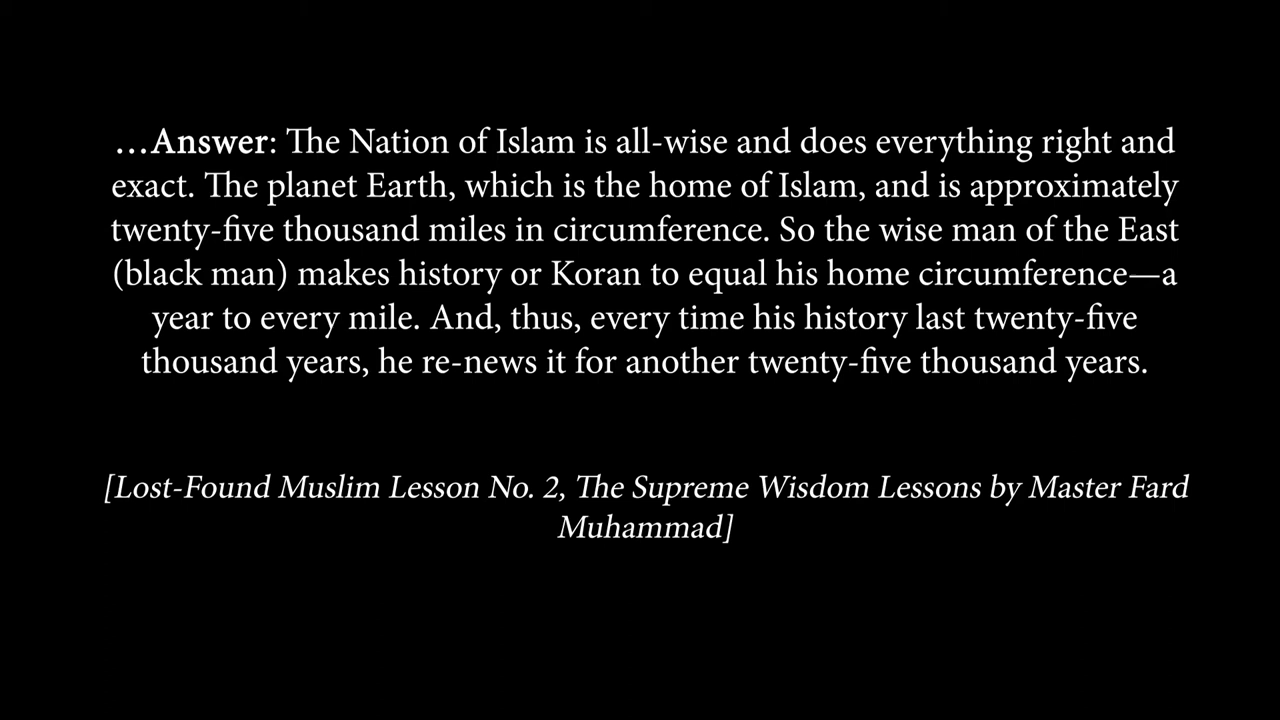 …Answer: The Nation of Islam is all-wise and does everything right and
exact. The planet Earth, which is the home of Islam, and is approximately
twenty-five thousand miles in circumference. So the wise man of the East
(black man) makes history or Koran to equal his home circumference—a
year to every mile. And, thus, every time his history last twenty-five
thousand years, he re-news it for another twenty-five thousand years.
[Lost-Found Muslim Lesson No. 2, The Supreme Wisdom Lessons by Master Fard
Muhammad]